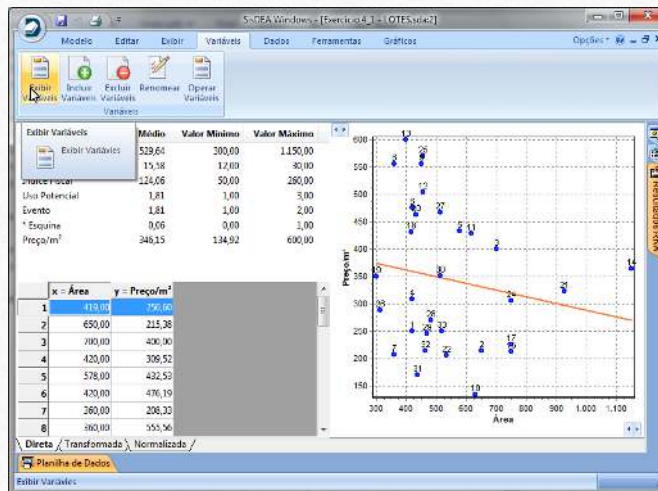 SisDEA Windows - [Exercício 4_1 - LOTES.sda:2]
Modelo Editar Exibir Variáveis Dados Ferramentas Gráficos Opções
Exibir Variáveis Incluir Variáveis Excluir Variáveis Renomear Operar Variáveis
Variáveis
Exibir Variáveis
Exibir Variávies
Médio Valor Mínimo Valor Máximo
529,64 300,00 1.150,00
15,58 12,00 30,00
Índice Fiscal 124,06 50,00 260,00
Uso Potencial 1,81 1,00 3,00
Evento 1,81 1,00 2,00
* Esquina 0,06 0,00 1,00
Preço/m² 346,15 134,92 600,00
x = Área y = Preço/m²
1 419,00 250,60
2 650,00 215,38
3 700,00 400,00
4 420,00 309,52
5 578,00 432,53
6 420,00 476,19
7 360,00 208,33
8 360,00 555,56
Direta Transformada Normalizada
Preço/m²
600
550
500
450
400
350
300
250
200
150
300 400 500 600 700 800 900 1.000 1.100
Área
Planilha de Dados
Exibir Variávies